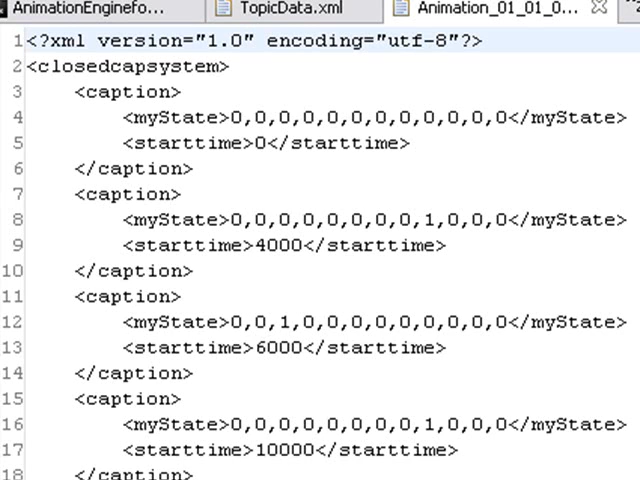 AnimationEnginefo... TopicData.xml Animation_01_01_0...
1 <?xml version="1.0" encoding="utf-8"?>
2 <closedcapsystem>
3 <caption>
4 <myState>0,0,0,0,0,0,0,0,0,0,0,0</myState>
5 <starttime>0</starttime>
6 </caption>
7 <caption>
8 <myState>0,0,0,0,0,0,0,0,1,0,0,0</myState>
9 <starttime>4000</starttime>
10 </caption>
11 <caption>
12 <myState>0,0,1,0,0,0,0,0,0,0,0,0</myState>
13 <starttime>6000</starttime>
14 </caption>
15 <caption>
16 <myState>0,0,0,0,0,0,0,0,1,0,0,0</myState>
17 <starttime>10000</starttime>
18 </caption>